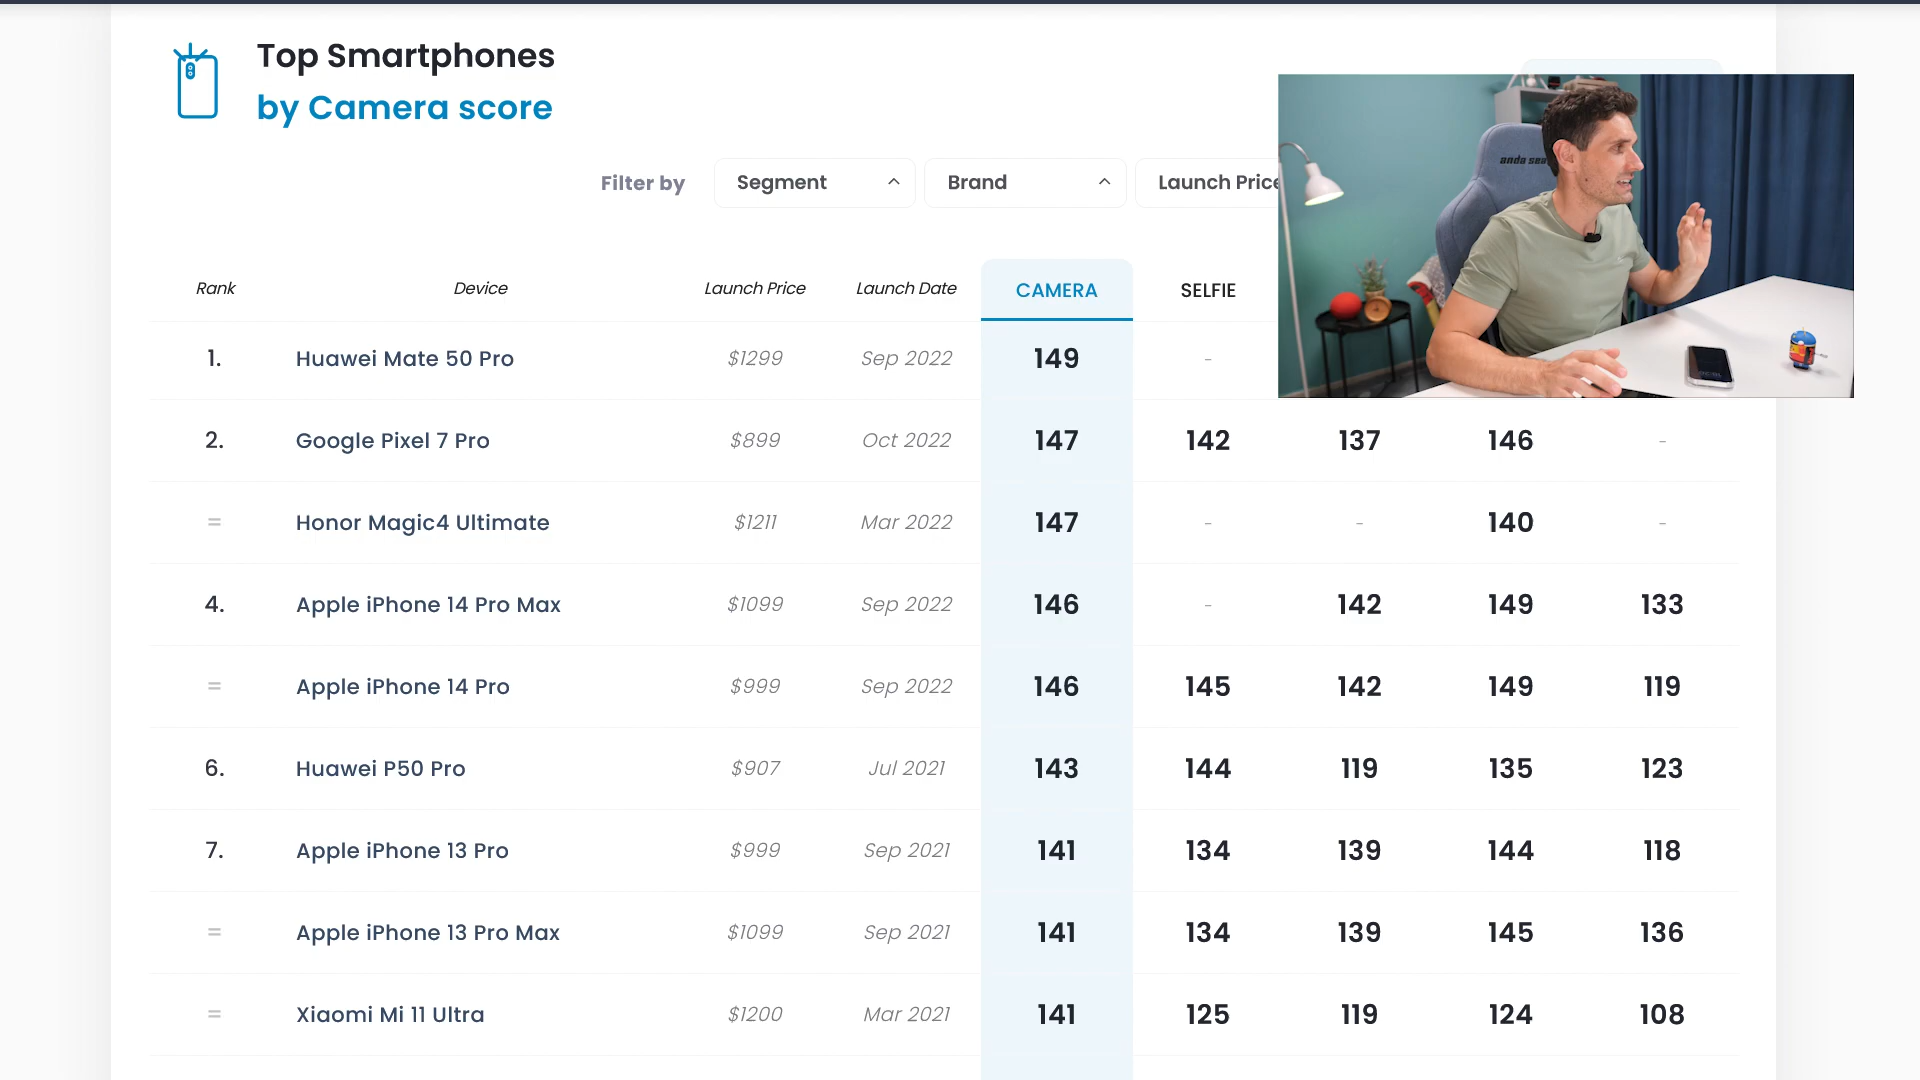 Top Smartphones
by Camera score
Filter by Segment Brand Launch Price
Rank Device Launch Price Launch Date CAMERA SELFIE
1. Huawei Mate 50 Pro $1299 Sep 2022 149 -
2. Google Pixel 7 Pro $899 Oct 2022 147 142 137 146 -
= Honor Magic4 Ultimate $1211 Mar 2022 147 - - 140 -
4. Apple iPhone 14 Pro Max $1099 Sep 2022 146 - 142 149 133
= Apple iPhone 14 Pro $999 Sep 2022 146 145 142 149 119
6. Huawei P50 Pro $907 Jul 2021 143 144 119 135 123
7. Apple iPhone 13 Pro $999 Sep 2021 141 134 139 144 118
= Apple iPhone 13 Pro Max $1099 Sep 2021 141 134 139 145 136
= Xiaomi Mi 11 Ultra $1200 Mar 2021 141 125 119 124 108
anda sea